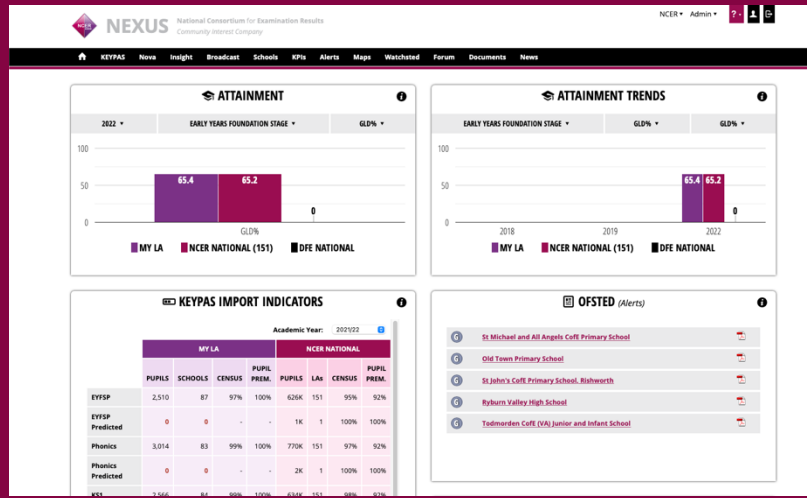 NCER
NEXUS
National Consortium for Examination Results
Community Interest Company
NCER Admin ?
KEYPAS Nova Insight Broadcast Schools KPIs Alerts Maps Watchsted Forum Documents News
ATTAINMENT
2022 EARLY YEARS FOUNDATION STAGE GLD%
100
50
0
65.4 65.2 0
GLD%
MY LA NCER NATIONAL (151) DFE NATIONAL
ATTAINMENT TRENDS
EARLY YEARS FOUNDATION STAGE GLD% GLD%
100
50
0
65.4 65.2 0
2018 2019 2022
MY LA NCER NATIONAL (151) DFE NATIONAL
KEYPAS IMPORT INDICATORS
Academic Year: 2021/22
MY LA NCER NATIONAL
PUPILS SCHOOLS CENSUS PUPIL PREM. PUPILS LAs CENSUS PUPIL PREM.
EYFSP 2,510 87 97% 100% 626K 151 95% 92%
EYFSP Predicted 0 0 - - 1K 1 100% 100%
Phonics 3,014 83 99% 100% 770K 151 97% 92%
Phonics Predicted 0 0 - - 2K 1 100% 100%
KS1 2,566 84 99% 100% 634K 151 98% 92%
OFSTED (Alerts)
G St Michael and All Angels CofE Primary School
G Old Town Primary School
G St John's CofE Primary School, Rishworth
G Ryburn Valley High School
G Todmorden CofE (VA) Junior and Infant School